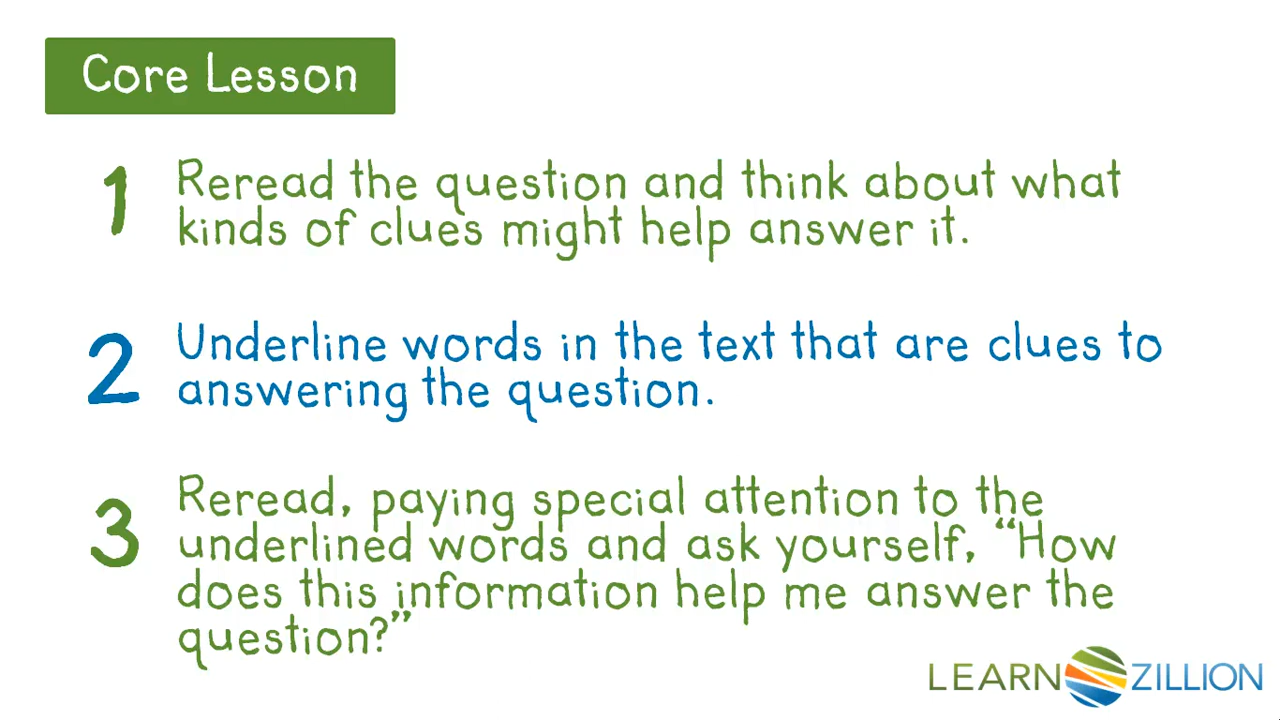 Core Lesson
1
Reread the question and think about what
kinds of clues might help answer it.
2
Underline words in the text that are clues to
answering the question.
3
Reread, paying special attention to the
underlined words and ask yourself, “How
does this information help me answer the
question?”
LEARN ZILLION